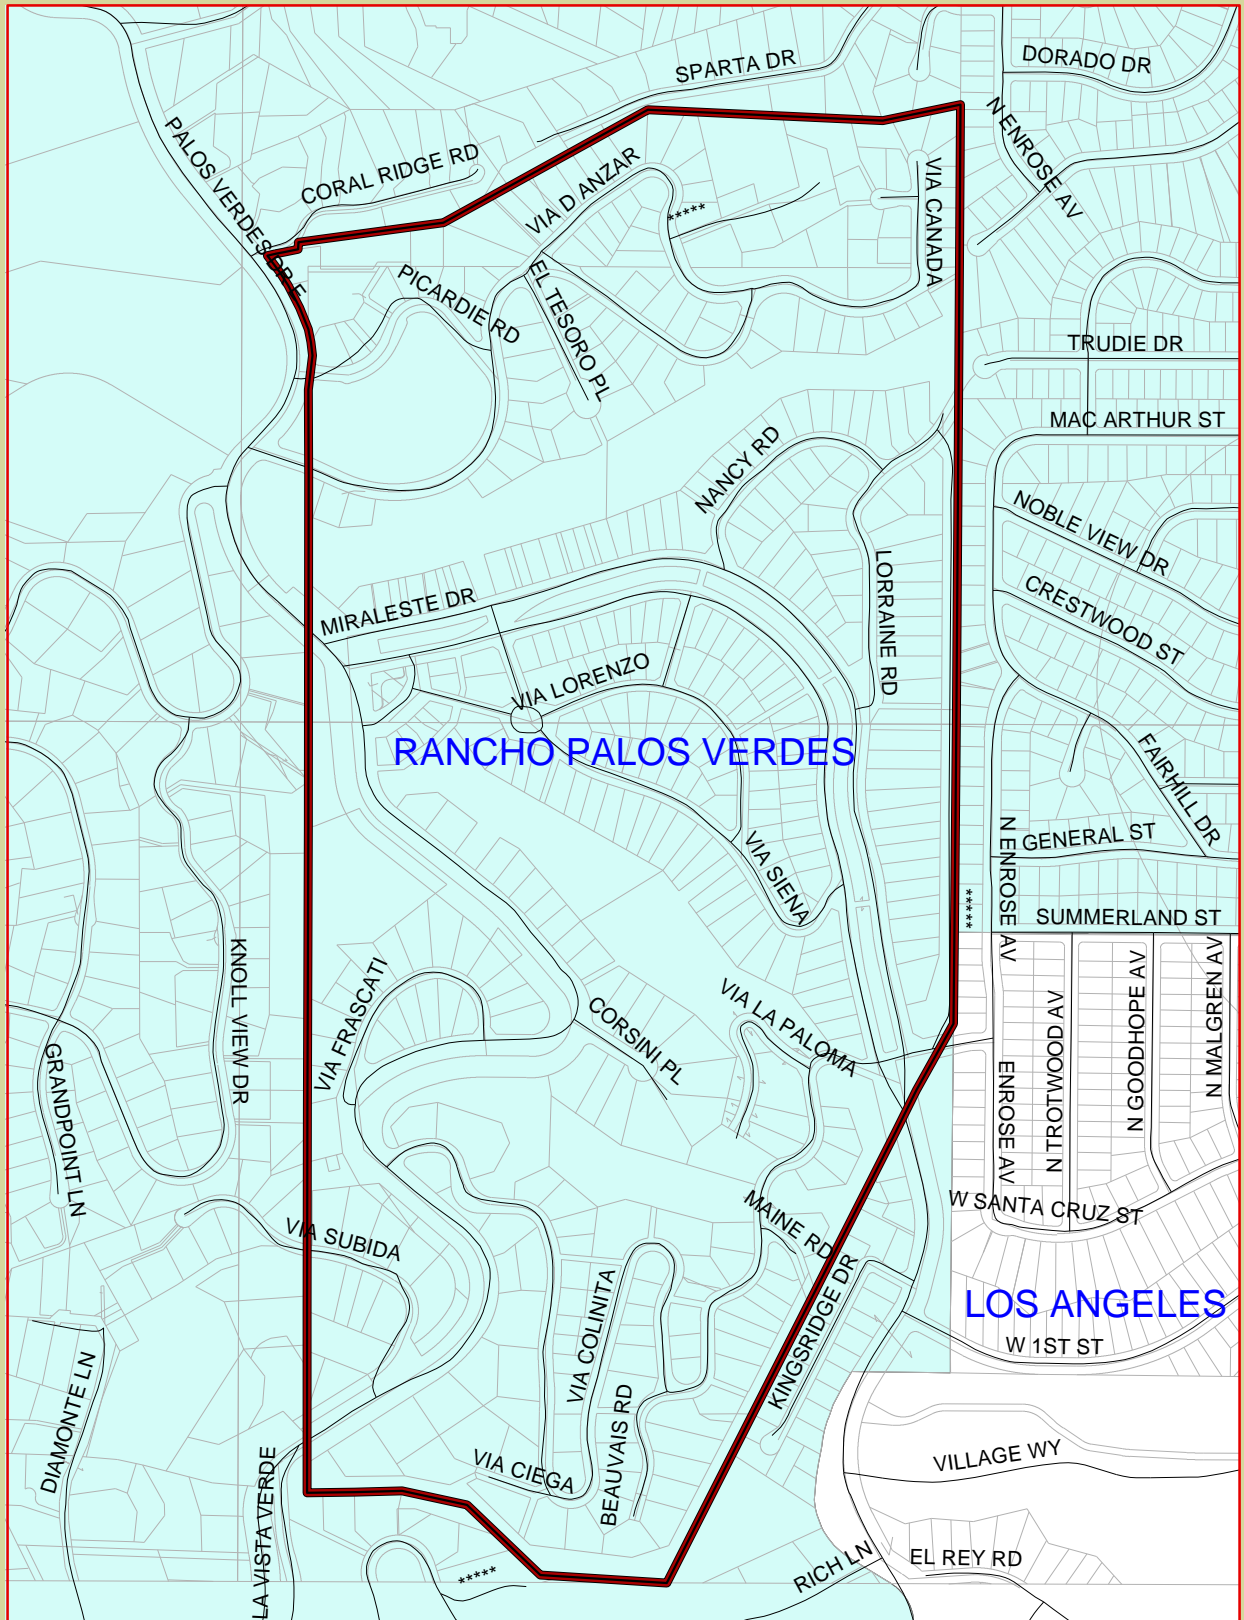 SPARTA DR
DORADO DR
N ENROSE AV
PALOS VERDES DR E
CORAL RIDGE RD
VIA D ANZAR
*****
VIA CANADA
PICARDIE RD
EL TESORO PL
TRUDIE DR
MAC ARTHUR ST
NANCY RD
NOBLE VIEW DR
LORRAINE RD
CRESTWOOD ST
MIRALESTE DR
VIA LORENZO
RANCHO PALOS VERDES
FAIRHILL DR
N ENROSE AV
GENERAL ST
VIA SIENA
*****
SUMMERLAND ST
KNOLL VIEW DR
VIA FRASCATI
CORSINI PL
VIA LA PALOMA
GRANDPOINT LN
ENROSE AV
N TROTWOOD AV
N GOODHOPE AV
N MALGREN AV
W SANTA CRUZ ST
MAINE RD
VIA SUBIDA
KINGSRIDGE DR
LOS ANGELES
W 1ST ST
VIA COLINITA
DIAMONTE LN
BEAUVAIS RD
VIA CIEGA
VILLAGE WY
LA VISTA VERDE
*****
RICH LN
EL REY RD